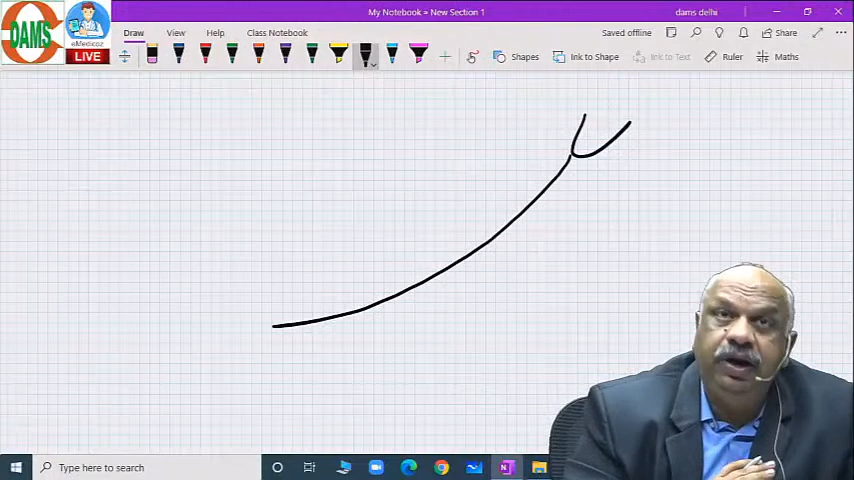 My Notebook » New Section 1
dams delhi
DAMS
eMedicoz
LIVE
Draw
View
Help
Class Notebook
Saved offline
Share
Shapes
Ink to Shape
Ink to Text
Ruler
Maths
Type here to search